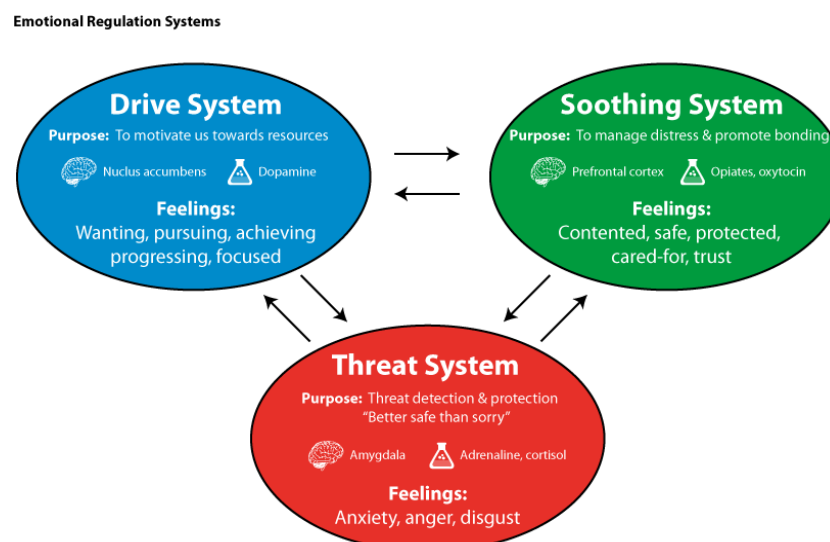 Emotional Regulation Systems
Drive System
Purpose: To motivate us towards resources
Nuclus accumbens
Dopamine
Feelings:
Wanting, pursuing, achieving
progressing, focused
Soothing System
Purpose: To manage distress & promote bonding
Prefrontal cortex
Opiates, oxytocin
Feelings:
Contented, safe, protected,
cared-for, trust
Threat System
Purpose: Threat detection & protection
“Better safe than sorry”
Amygdala
Adrenaline, cortisol
Feelings:
Anxiety, anger, disgust